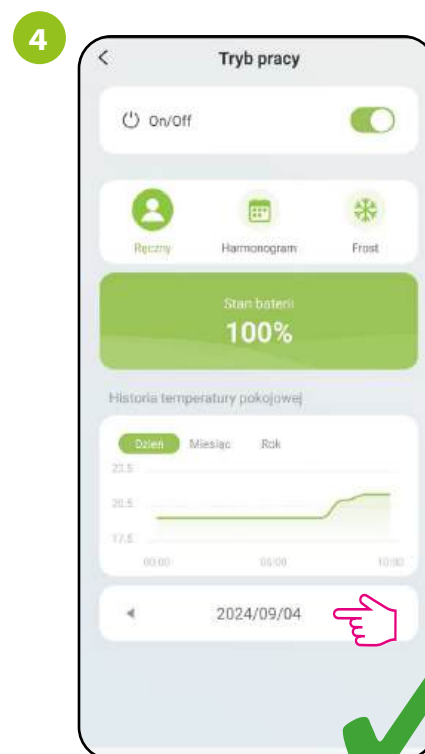 4
Tryb pracy
On/Off
Ręczny Harmonogram Frost
Stan baterii
100%
Historia temperatury pokojowej
Dzień Miesiąc Rok
23.5
20.5
17.5
00:00 05:00 10:00
2024/09/04